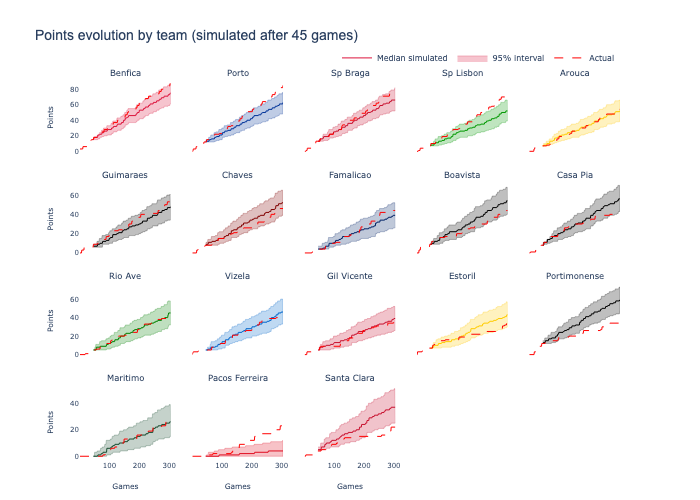 Points evolution by team (simulated after 45 games)
Median simulated 95% interval Actual
Benfica Porto Sp Braga Sp Lisbon Arouca
Points
80
60
40
20
0
Guimaraes Chaves Famalicao Boavista Casa Pia
Points
60
40
20
0
Rio Ave Vizela Gil Vicente Estoril Portimonense
Points
60
40
20
0
Maritimo Pacos Ferreira Santa Clara
Points
40
20
0
100 200 300 100 200 300 100 200 300
Games Games Games